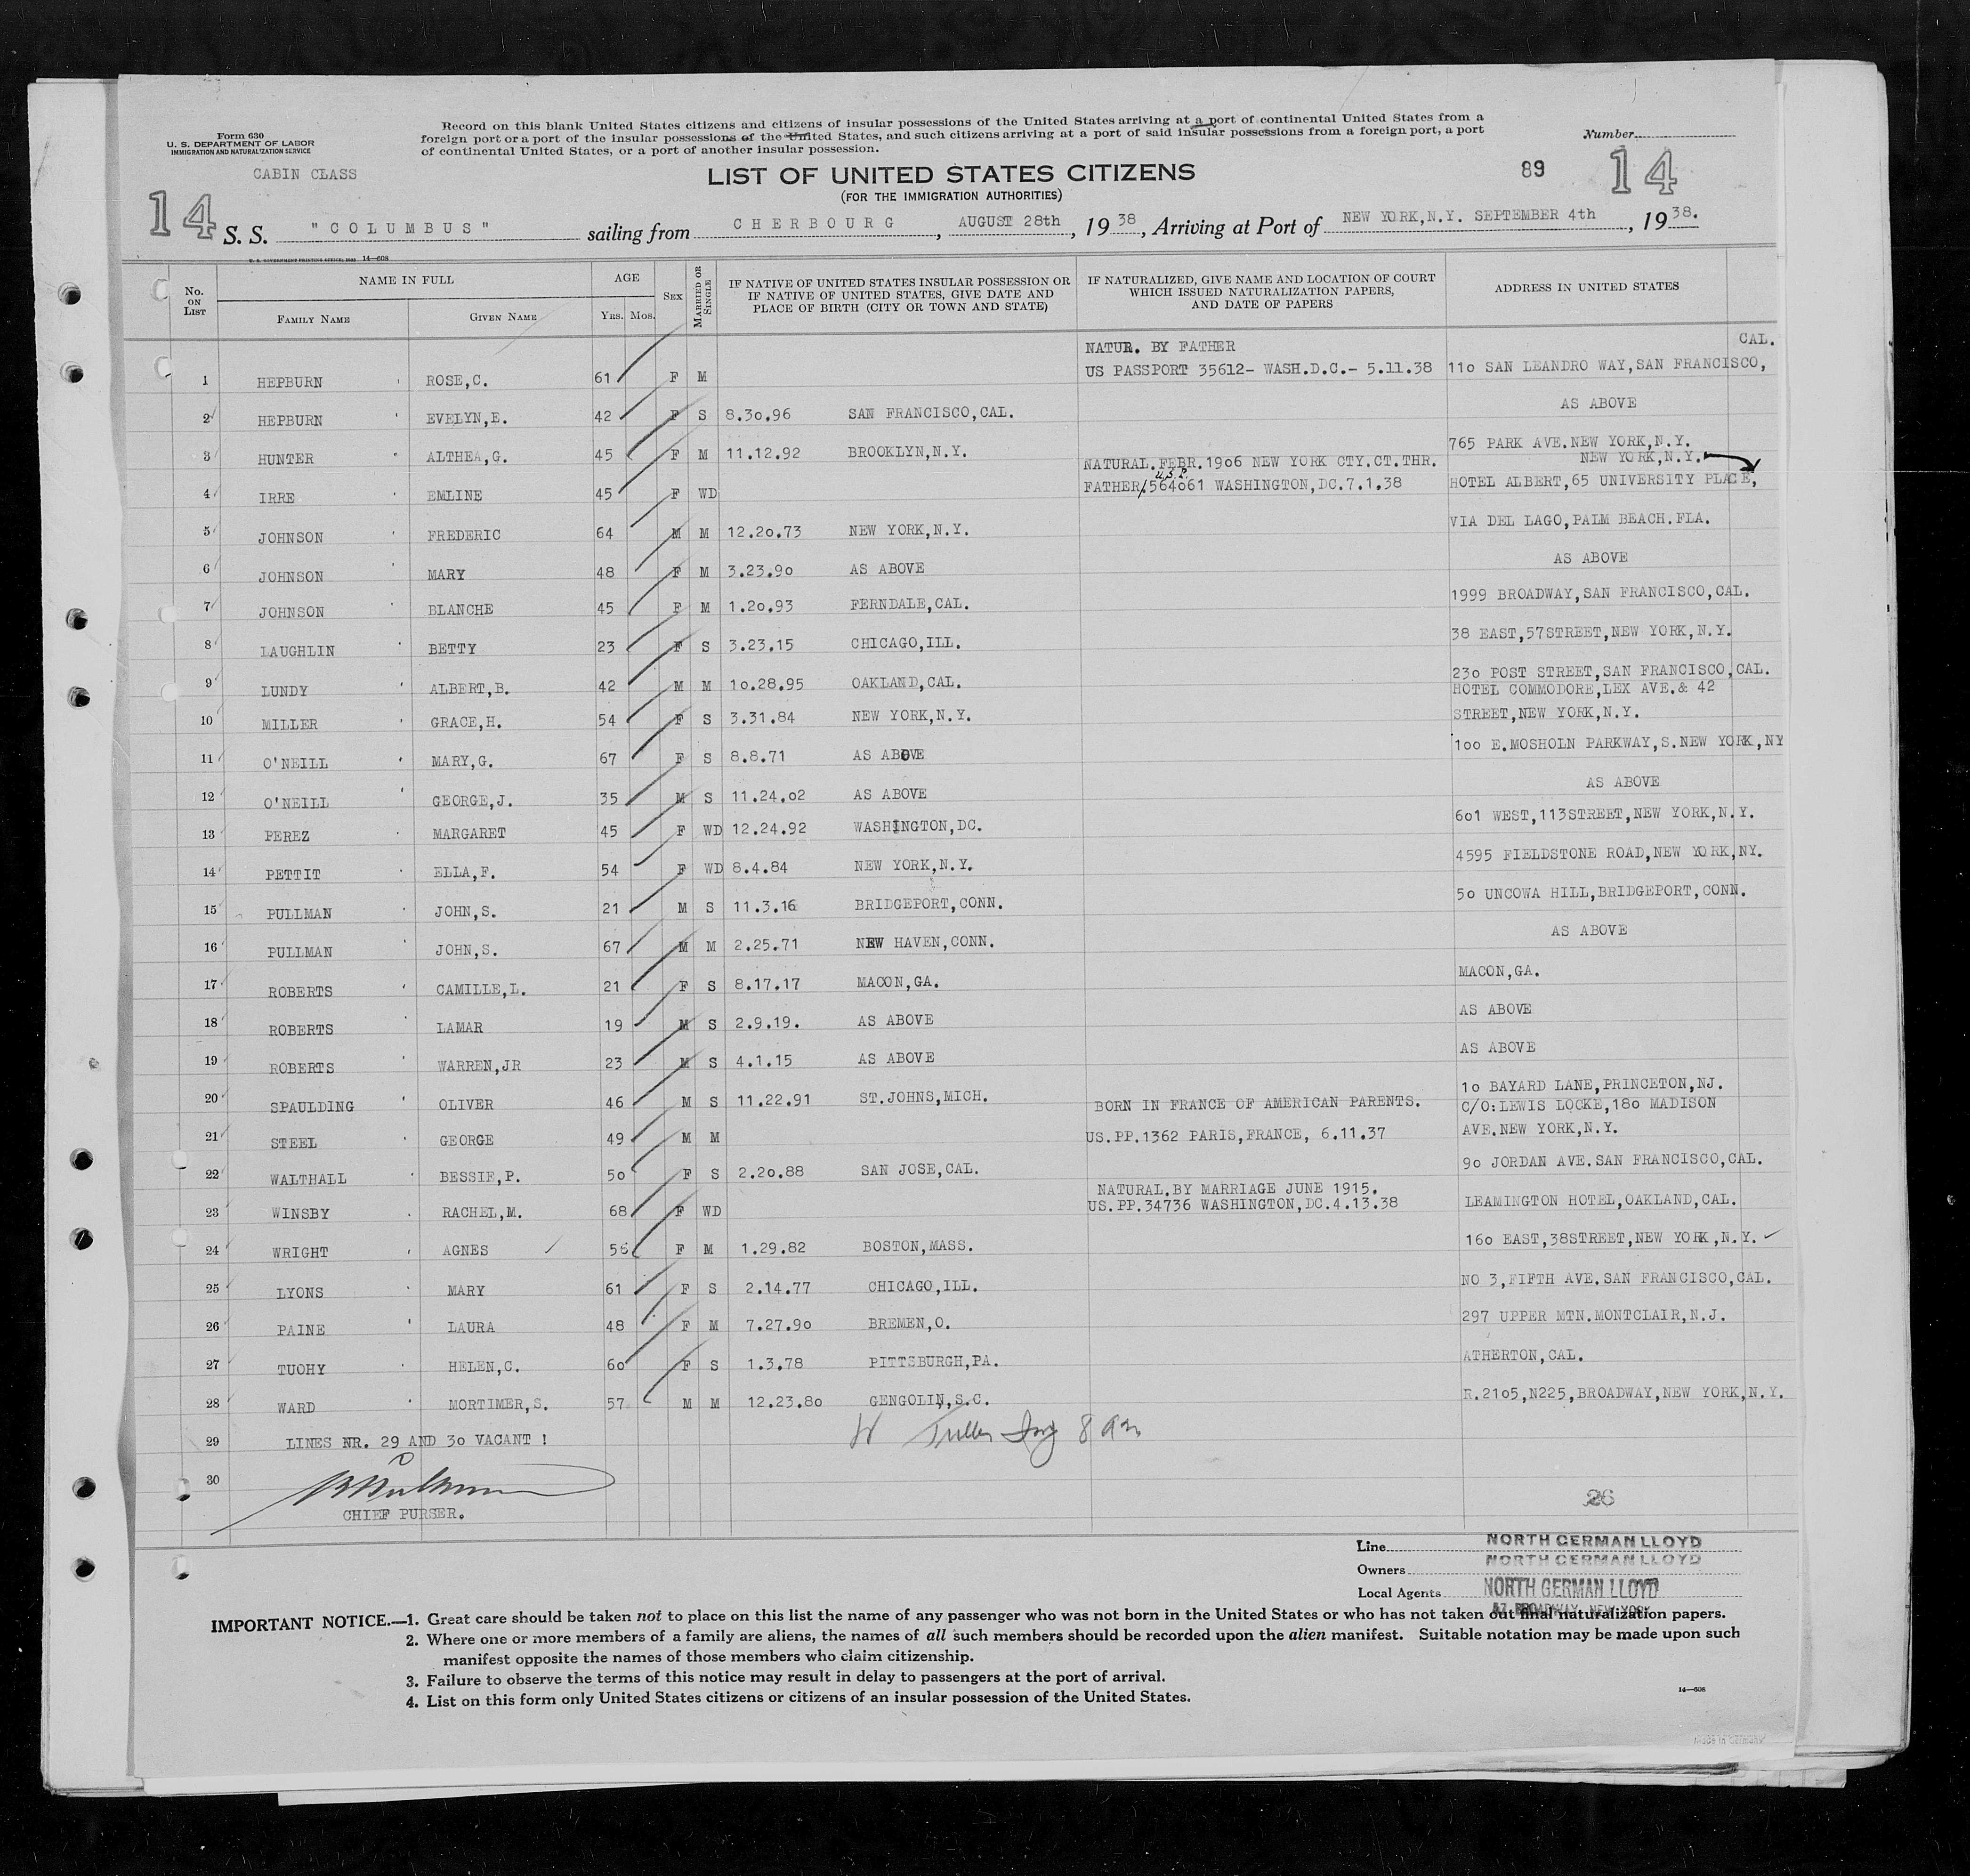 Form 630
U. S. DEPARTMENT OF LABOR
IMMIGRATION AND NATURALIZATION SERVICE
Record on this blank United States citizens and citizens of insular possessions of the United States arriving at a port of continental United States from a
foreign port or a port of the insular possessions of the United States, and such citizens arriving at a port of said insular possessions from a foreign port, a port
of continental United States, or a port of another insular possession.
Number
CABIN CLASS
LIST OF UNITED STATES CITIZENS
(FOR THE IMMIGRATION AUTHORITIES)
89 14
14 S. S. "COLUMBUS" sailing from CHERBOURG, AUGUST 28th, 1938, Arriving at Port of NEW YORK,N.Y. SEPTEMBER 4th, 1938.
U. S. GOVERNMENT PRINTING OFFICE 14—608
No. ON LIST NAME IN FULL FAMILY NAME GIVEN NAME AGE YRS. MOS. SEX MARRIED OR SINGLE IF NATIVE OF UNITED STATES INSULAR POSSESSION OR IF NATIVE OF UNITED STATES, GIVE DATE AND PLACE OF BIRTH (CITY OR TOWN AND STATE) IF NATURALIZED, GIVE NAME AND LOCATION OF COURT WHICH ISSUED NATURALIZATION PAPERS, AND DATE OF PAPERS ADDRESS IN UNITED STATES
NATUR. BY FATHER CAL.
1 HEPBURN ROSE,C. 61 F M US PASSPORT 35612- WASH.D.C.- 5.11.38 11o SAN LEANDRO WAY,SAN FRANCISCO,
2 HEPBURN EVELYN,E. 42 F S 8.3o.96 SAN FRANCISCO,CAL. AS ABOVE
3 HUNTER ALTHEA,G. 45 F M 11.12.92 BROOKLYN,N.Y. 765 PARK AVE.NEW YORK,N.Y.
NATURAL.FEBR.19o6 NEW YORK CTY.CT.THR. NEW YORK,N.Y.
4 IRRE EMLINE 45 F WD FATHER/.U.S.P. 564o61 WASHINGTON,DC.7.1.38 HOTEL ALBERT,65 UNIVERSITY PLACE,
5 JOHNSON FREDERIC 64 M M 12.2o.73 NEW YORK,N.Y. VIA DEL LAGO,PALM BEACH.FLA.
6 JOHNSON MARY 48 F M 3.23.9o AS ABOVE AS ABOVE
7 JOHNSON BLANCHE 45 F M 1.2o.93 FERNDALE,CAL. 1999 BROADWAY,SAN FRANCISCO,CAL.
8 LAUGHLIN BETTY 23 F S 3.23.15 CHICAGO,ILL. 38 EAST,57STREET,NEW YORK,N.Y.
9 LUNDY ALBERT,B. 42 M M 1o.28.95 OAKLAND,CAL. 23o POST STREET,SAN FRANCISCO,CAL.
HOTEL COMMODORE,LEX AVE.& 42
10 MILLER GRACE,H. 54 F S 3.31.84 NEW YORK,N.Y. STREET,NEW YORK,N.Y.
11 O'NEILL MARY,G. 67 F S 8.8.71 AS ABOVE 1oo E.MOSHOLN PARKWAY,S.NEW YORK,NY
12 O'NEILL GEORGE,J. 35 M S 11.24.o2 AS ABOVE AS ABOVE
13 PEREZ MARGARET 45 F WD 12.24.92 WASHINGTON,DC. 6o1 WEST,113STREET,NEW YORK,N.Y.
14 PETTIT ELLA,F. 54 F WD 8.4.84 NEW YORK,N.Y. 4595 FIELDSTONE ROAD,NEW YORK,NY.
15 PULLMAN JOHN,S. 21 M S 11.3.16 BRIDGEPORT,CONN. 5o UNCOWA HILL,BRIDGEPORT,CONN.
16 PULLMAN JOHN,S. 67 M M 2.25.71 NEW HAVEN,CONN. AS ABOVE
17 ROBERTS CAMILLE,L. 21 F S 8.17.17 MACON,GA. MACON,GA.
18 ROBERTS LAMAR 19 M S 2.9.19. AS ABOVE AS ABOVE
19 ROBERTS WARREN,JR 23 M S 4.1.15 AS ABOVE AS ABOVE
20 SPAULDING OLIVER 46 M S 11.22.91 ST.JOHNS,MICH. 1o BAYARD LANE,PRINCETON,NJ.
BORN IN FRANCE OF AMERICAN PARENTS. C/O:LEWIS LOCKE,18o MADISON
21 STEEL GEORGE 49 M M US.PP.1362 PARIS,FRANCE, 6.11.37 AVE.NEW YORK,N.Y.
22 WALTHALL BESSIE,P. 5o F S 2.2o.88 SAN JOSE,CAL. 9o JORDAN AVE.SAN FRANCISCO,CAL.
NATURAL.BY MARRIAGE JUNE 1915.
23 WINSBY RACHEL,M. 68 F WD US.PP.34736 WASHINGTON,DC.4.13.38 LEAMINGTON HOTEL,OAKLAND,CAL.
24 WRIGHT AGNES 56 F M 1.29.82 BOSTON,MASS. 16o EAST,38STREET,NEW YORK,N.Y.
25 LYONS MARY 61 F S 2.14.77 CHICAGO,ILL. NO 3,FIFTH AVE.SAN FRANCISCO,CAL.
26 PAINE LAURA 48 F M 7.27.9o BREMEN,O. 297 UPPER MTN.MONTCLAIR,N.J.
27 TUOHY HELEN,C. 6o F S 1.3.78 PITTSBURGH,PA. ATHERTON,CAL.
28 WARD MORTIMER,S. 57 M M 12.23.8o GENGOLIN,S.C. R.21o5,N225,BROADWAY,NEW YORK,N.Y.
29 LINES NR. 29 AND 3o VACANT !
30
CHIEF PURSER.
26
Line NORTH GERMAN LLOYD
Owners NORTH GERMAN LLOYD
Local Agents NORTH GERMAN LLOYD
57 BROADWAY, NEW YORK
IMPORTANT NOTICE.—1. Great care should be taken not to place on this list the name of any passenger who was not born in the United States or who has not taken out final naturalization papers.
2. Where one or more members of a family are aliens, the names of all such members should be recorded upon the alien manifest. Suitable notation may be made upon such
manifest opposite the names of those members who claim citizenship.
3. Failure to observe the terms of this notice may result in delay to passengers at the port of arrival.
4. List on this form only United States citizens or citizens of an insular possession of the United States.
14—608
Made in Germany